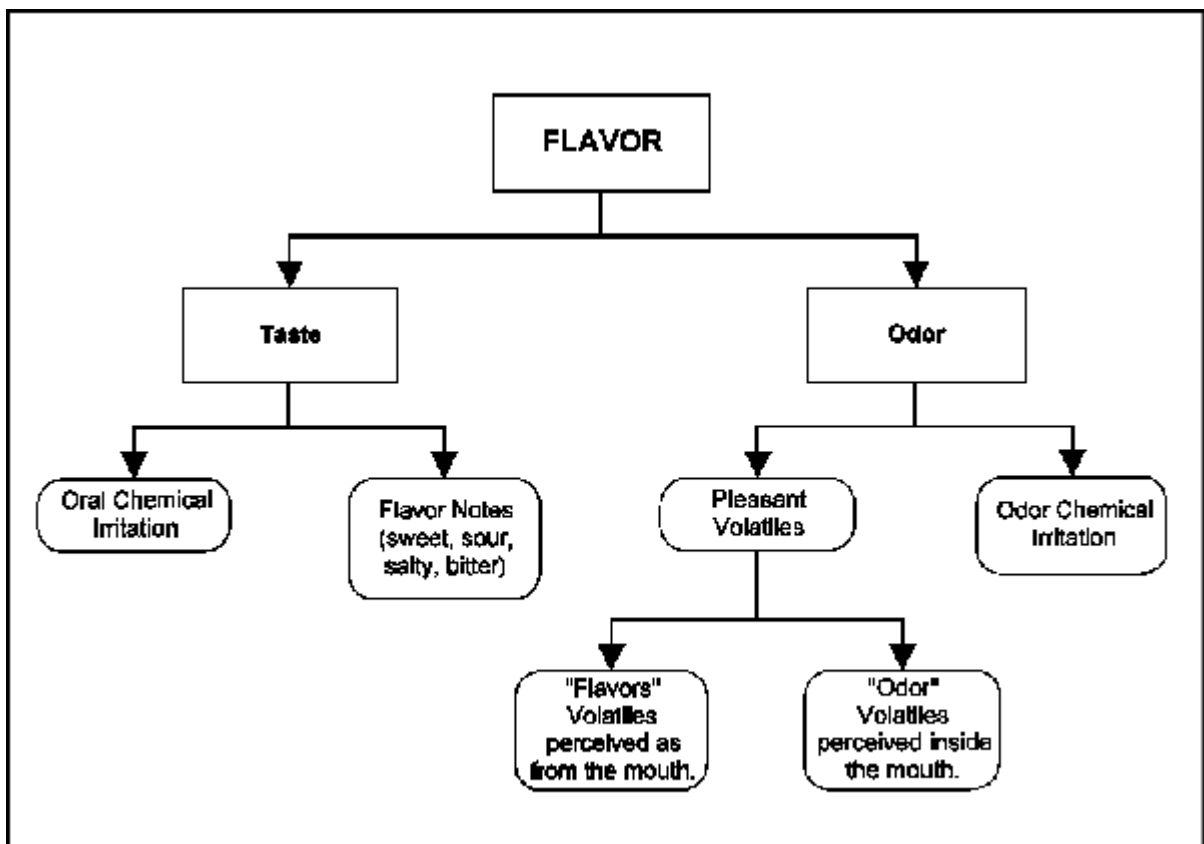 FLAVOR
Taste
Odor
Oral Chemical
Irritation
Flavor Notes
(sweet, sour,
salty, bitter)
Pleasant
Volatiles
Odor Chemical
Irritation
"Flavors"
Volatiles
perceived as
from the mouth.
"Odor"
Volatiles
perceived inside
the mouth.